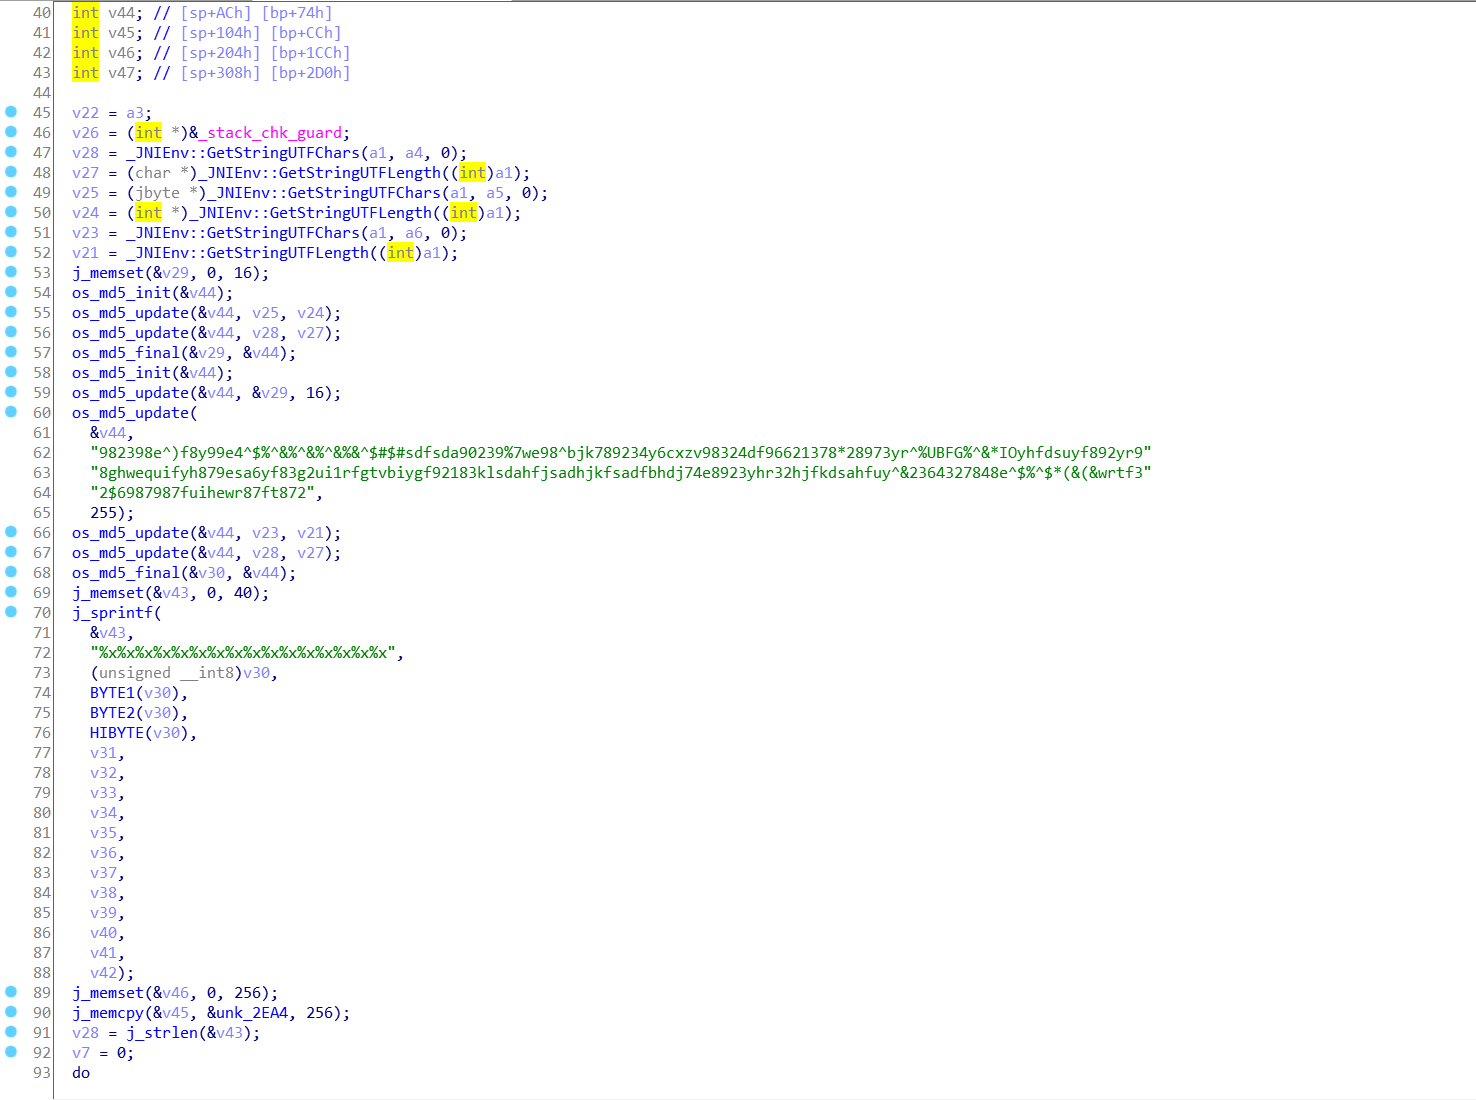 40 int v44; // [sp+ACh] [bp+74h]
41 int v45; // [sp+104h] [bp+CCh]
42 int v46; // [sp+204h] [bp+1CCh]
43 int v47; // [sp+308h] [bp+2D0h]
44
45 v22 = a3;
46 v26 = (int *)&_stack_chk_guard;
47 v28 = _JNIEnv::GetStringUTFChars(a1, a4, 0);
48 v27 = (char *)_JNIEnv::GetStringUTFLength((int)a1);
49 v25 = (jbyte *)_JNIEnv::GetStringUTFChars(a1, a5, 0);
50 v24 = (int *)_JNIEnv::GetStringUTFLength((int)a1);
51 v23 = _JNIEnv::GetStringUTFChars(a1, a6, 0);
52 v21 = _JNIEnv::GetStringUTFLength((int)a1);
53 j_memset(&v29, 0, 16);
54 os_md5_init(&v44);
55 os_md5_update(&v44, v25, v24);
56 os_md5_update(&v44, v28, v27);
57 os_md5_final(&v29, &v44);
58 os_md5_init(&v44);
59 os_md5_update(&v44, &v29, 16);
60 os_md5_update(
61 &v44,
62 "982398e^)f8y99e4^$%^&%^&%^&%&^$#$#sdfsda90239%7we98^bjk789234y6cxzv98324df96621378*28973yr^%UBFG%^&*IOyhfdsuyf892yr9"
63 "8ghwequifyh879esa6yf83g2ui1rfgtvbiygf92183klsdahfjsadhjkfsadfbhdj74e8923yhr32hjfkdsahfuy^&2364327848e^$%^$*(&(&wrtf3"
64 "2$6987987fuihewr87ft872",
65 255);
66 os_md5_update(&v44, v23, v21);
67 os_md5_update(&v44, v28, v27);
68 os_md5_final(&v30, &v44);
69 j_memset(&v43, 0, 40);
70 j_sprintf(
71 &v43,
72 "%x%x%x%x%x%x%x%x%x%x%x%x%x%x%x%x",
73 (unsigned __int8)v30,
74 BYTE1(v30),
75 BYTE2(v30),
76 HIBYTE(v30),
77 v31,
78 v32,
79 v33,
80 v34,
81 v35,
82 v36,
83 v37,
84 v38,
85 v39,
86 v40,
87 v41,
88 v42);
89 j_memset(&v46, 0, 256);
90 j_memcpy(&v45, &unk_2EA4, 256);
91 v28 = j_strlen(&v43);
92 v7 = 0;
93 do